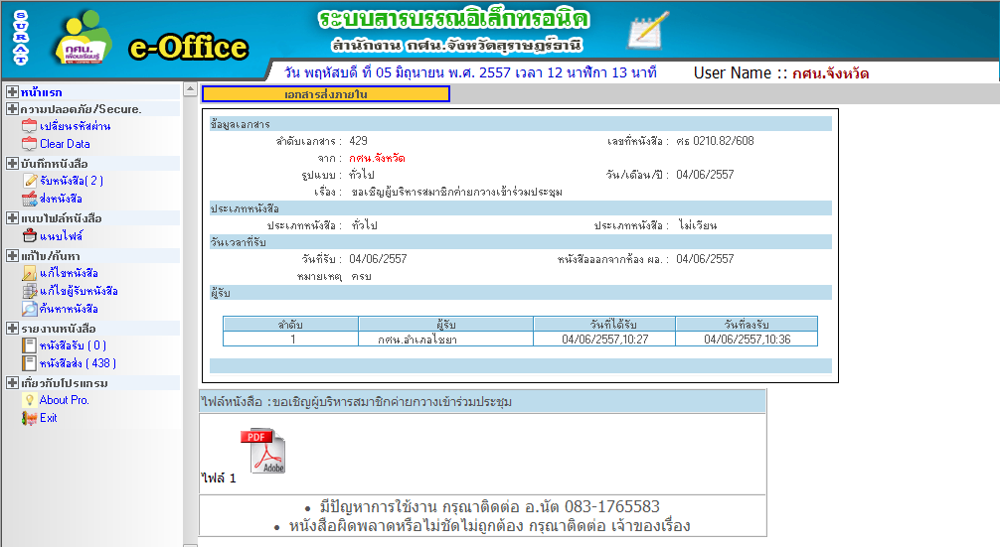 SURAT
กศน.
เพื่อนเรียนรู้
e-Office
ระบบสารบรรณอิเล็กทรอนิค
สำนักงาน กศน.จังหวัดสุราษฎร์ธานี
วัน พฤหัสบดี ที่ 05 มิถุนายน พ.ศ. 2557 เวลา 12 นาฬิกา 13 นาที User Name :: กศน.จังหวัด
หน้าแรก
ความปลอดภัย/Secure.
เปลี่ยนรหัสผ่าน
Clear Data
บันทึกหนังสือ
รับหนังสือ( 2 )
ส่งหนังสือ
แนบไฟล์หนังสือ
แนบไฟล์
แก้ไข/ค้นหา
แก้ไขหนังสือ
แก้ไขผู้รับหนังสือ
ค้นหาหนังสือ
รายงานหนังสือ
หนังสือรับ ( 0 )
หนังสือส่ง ( 438 )
เกี่ยวกับโปรแกรม
About Pro.
Exit
เอกสารส่งภายใน
ข้อมูลเอกสาร
ลำดับเอกสาร : 429 เลขที่หนังสือ : ศธ 0210.82/608
จาก : กศน.จังหวัด
รูปแบบ : ทั่วไป วัน/เดือน/ปี : 04/06/2557
เรื่อง : ขอเชิญผู้บริหารสมาชิกค่ายกวางเข้าร่วมประชุม
ประเภทหนังสือ
ประเภทหนังสือ : ทั่วไป ประเภทหนังสือ : ไม่เวียน
วันเวลาที่รับ
วันที่รับ : 04/06/2557 หนังสือออกจากห้อง ผอ. : 04/06/2557
หมายเหตุ ครบ
ผู้รับ
ลำดับ ผู้รับ วันที่ได้รับ วันที่ลงรับ
1 กศน.อำเภอไชยา 04/06/2557,10:27 04/06/2557,10:36
ไฟล์หนังสือ :ขอเชิญผู้บริหารสมาชิกค่ายกวางเข้าร่วมประชุม
PDF
Adobe
ไฟล์ 1
• มีปัญหาการใช้งาน กรุณาติดต่อ อ.นัต 083-1765583
• หนังสือผิดพลาดหรือไม่ชัดไม่ถูกต้อง กรุณาติดต่อ เจ้าของเรื่อง